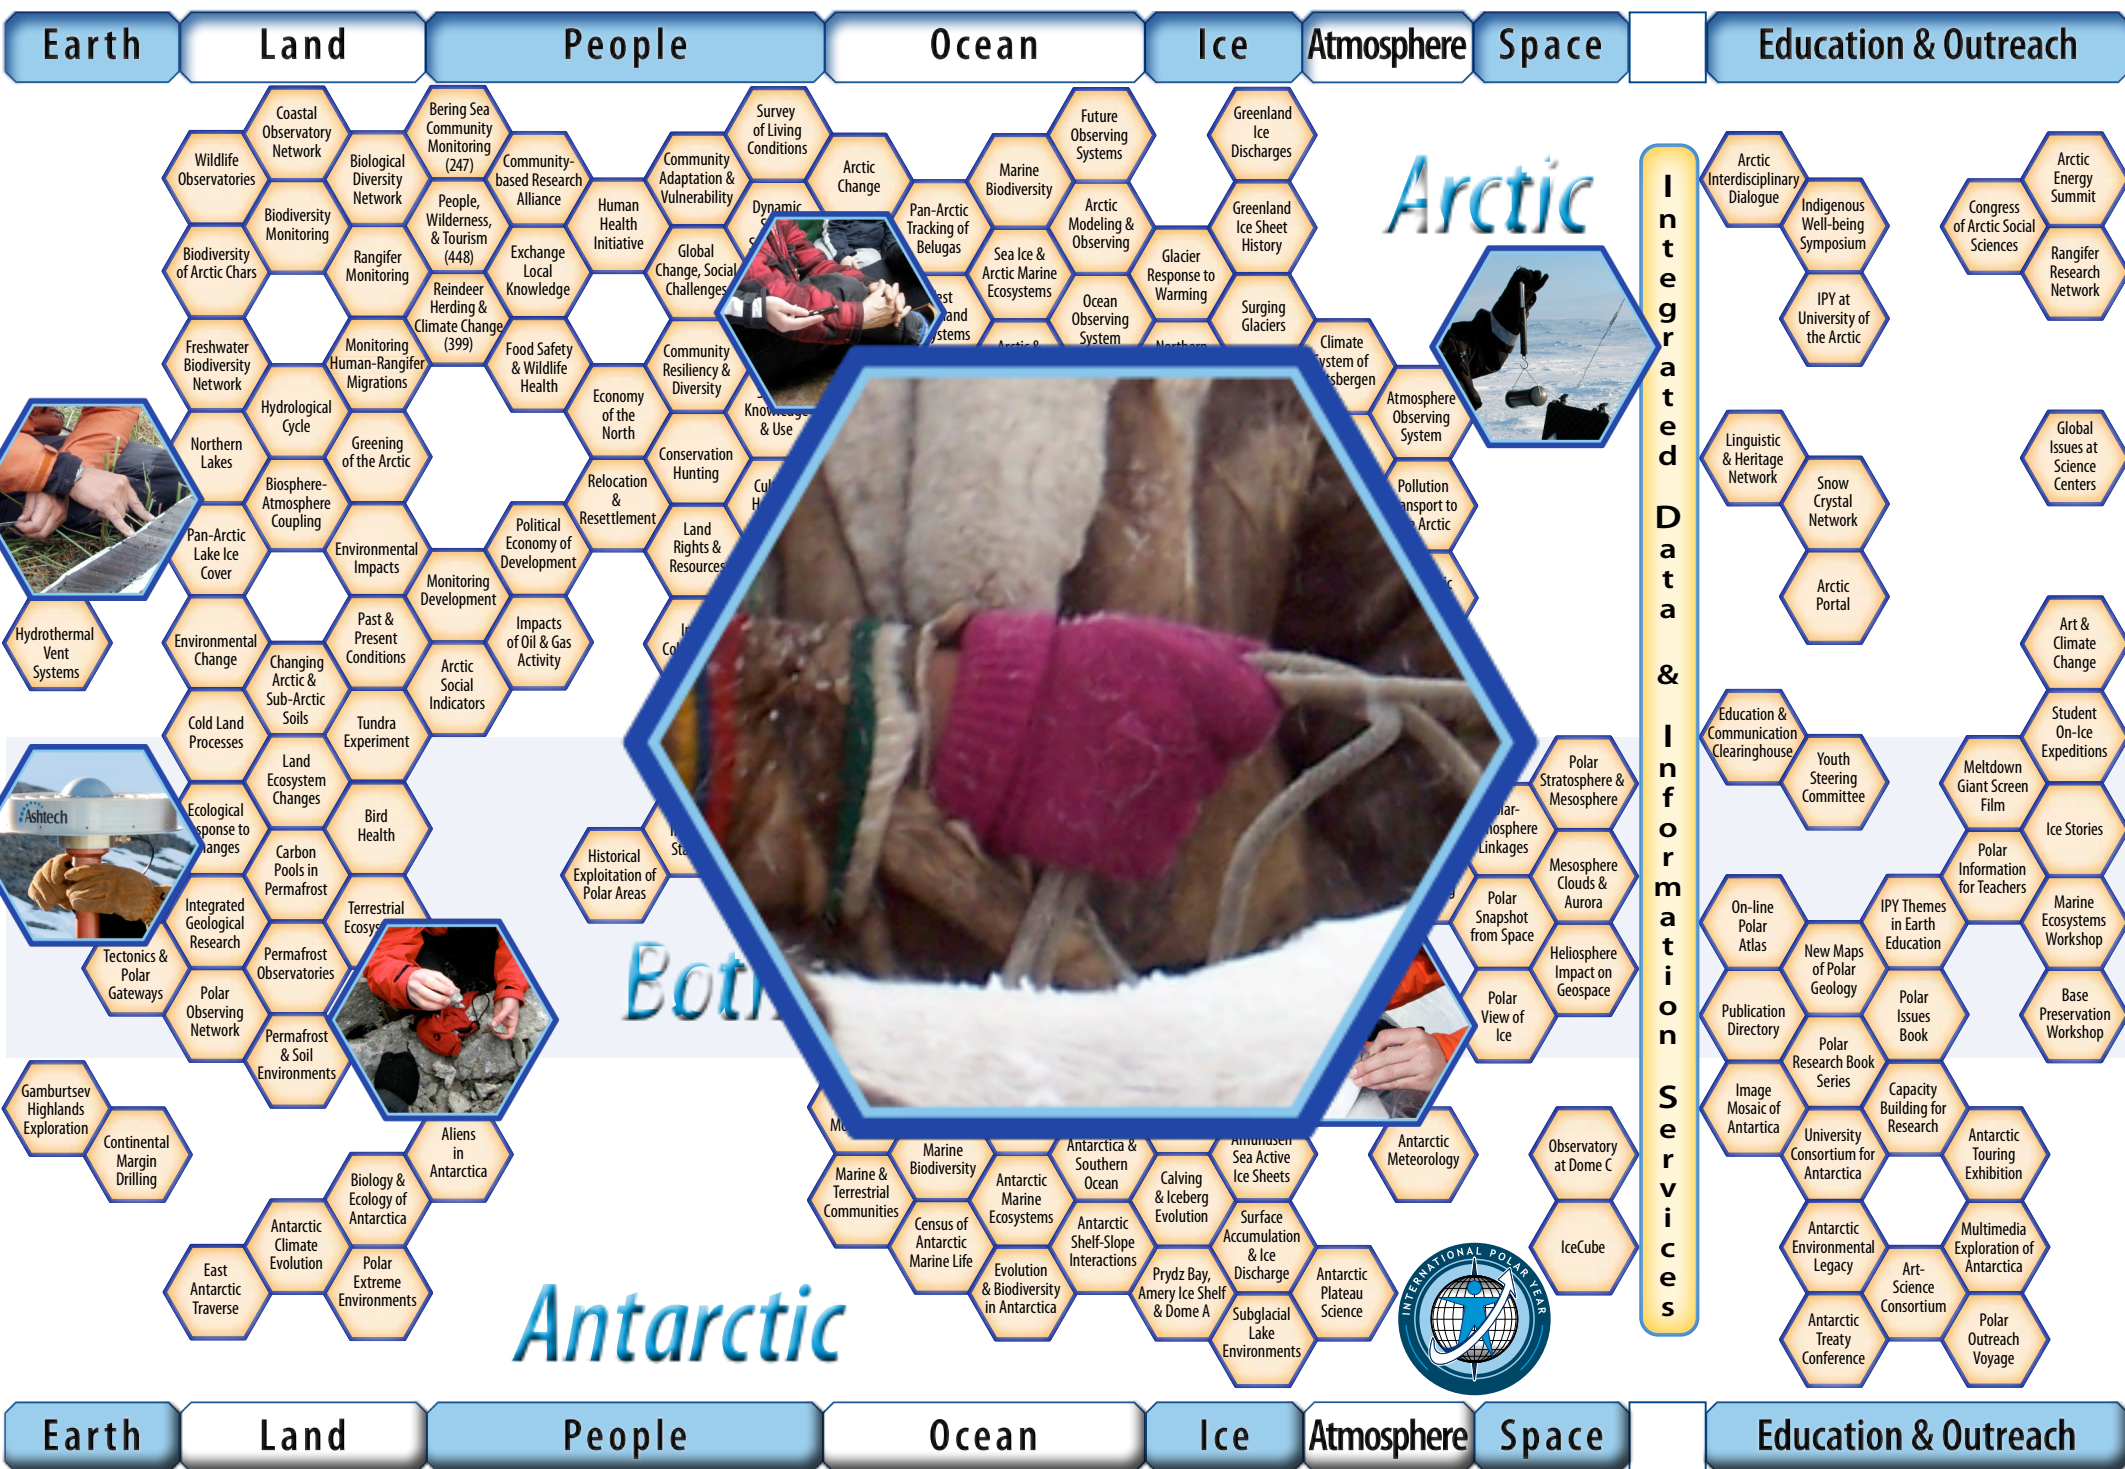 Earth
Land
People
Ocean
Ice
Atmosphere
Space
Education & Outreach
Coastal
Observatory
Network
Bering Sea
Community
Monitoring
(247)
Survey
of Living
Conditions
Future
Observing
Systems
Greenland
Ice
Discharges
Wildlife
Observatories
Biological
Diversity
Network
Community-
based Research
Alliance
Community
Adaptation &
Vulnerability
Arctic
Change
Marine
Biodiversity
Arctic
Interdisciplinary
Dialogue
Arctic
Energy
Summit
Biodiversity
Monitoring
People,
Wilderness,
& Tourism
(448)
Human
Health
Initiative
Dynamic
Pan-Arctic
Tracking of
Belugas
Arctic
Modeling &
Observing
Greenland
Ice Sheet
History
Arctic
Indigenous
Well-being
Symposium
Congress
of Arctic Social
Sciences
Biodiversity
of Arctic Chars
Rangifer
Monitoring
Exchange
Local
Knowledge
Global
Change, Social
Challenges
Sea Ice &
Arctic Marine
Ecosystems
Glacier
Response to
Warming
Rangifer
Research
Network
Reindeer
Herding &
Climate Change
(399)
Ocean
Observing
System
Surging
Glaciers
IPY at
University of
the Arctic
Freshwater
Biodiversity
Network
Monitoring
Human-Rangifer
Migrations
Food Safety
& Wildlife
Health
Community
Resiliency &
Diversity
Climate
System of
Hydrological
Cycle
Economy
of the
North
& Use
Atmosphere
Observing
System
Northern
Lakes
Greening
of the Arctic
Conservation
Hunting
Linguistic
& Heritage
Network
Global
Issues at
Science
Centers
Biosphere-
Atmosphere
Coupling
Relocation
&
Resettlement
Pollution
Arctic
Snow
Crystal
Network
Pan-Arctic
Lake Ice
Cover
Environmental
Impacts
Political
Economy of
Development
Land
Rights &
Resources
Monitoring
Development
Arctic
Portal
Hydrothermal
Vent
Systems
Environmental
Change
Past &
Present
Conditions
Impacts
of Oil & Gas
Activity
Art &
Climate
Change
Changing
Arctic &
Sub-Arctic
Soils
Arctic
Social
Indicators
Cold Land
Processes
Tundra
Experiment
Education &
Communication
Clearinghouse
Student
On-Ice
Expeditions
Land
Ecosystem
Changes
Polar
Stratosphere &
Mesosphere
Youth
Steering
Committee
Meltdown
Giant Screen
Film
Ashtech
Ecological
Bird
Health
Linkages
Ice Stories
Carbon
Pools in
Permafrost
Historical
Exploitation of
Polar Areas
Mesosphere
Clouds &
Aurora
Polar
Information
for Teachers
Integrated
Geological
Research
Terrestrial
Polar
Snapshot
from Space
On-line
Polar
Atlas
IPY Themes
in Earth
Education
Marine
Ecosystems
Workshop
Tectonics &
Polar
Gateways
Permafrost
Observatories
Both
Heliosphere
Impact on
Geospace
New Maps
of Polar
Geology
Polar
Observing
Network
Polar
View of
Ice
Publication
Directory
Polar
Issues
Book
Base
Preservation
Workshop
Permafrost
& Soil
Environments
Polar
Research Book
Series
Integrated Data & Information Services
Gamburtsev
Highlands
Exploration
Image
Mosaic of
Antartica
Capacity
Building for
Research
Continental
Margin
Drilling
Aliens
in
Antarctica
Marine
Biodiversity
Antarctica &
Southern
Ocean
Amundsen
Sea Active
Ice Sheets
Antarctic
Meteorology
Observatory
at Dome C
University
Consortium for
Antarctica
Antarctic
Touring
Exhibition
Biology &
Ecology of
Antarctica
Marine &
Terrestrial
Communities
Antarctic
Marine
Ecosystems
Calving
& Iceberg
Evolution
Antarctic
Climate
Evolution
Census of
Antarctic
Marine Life
Antarctic
Shelf-Slope
Interactions
Surface
Accumulation
& Ice
Discharge
IceCube
Antarctic
Environmental
Legacy
Multimedia
Exploration of
Antarctica
East
Antarctic
Traverse
Polar
Extreme
Environments
Antarctic
Evolution
& Biodiversity
in Antarctica
Prydz Bay,
Amery Ice Shelf
& Dome A
Antarctic
Plateau
Science
INTERNATIONAL POLAR YEAR
Art-
Science
Consortium
Subglacial
Lake
Environments
Antarctic
Treaty
Conference
Polar
Outreach
Voyage
Earth
Land
People
Ocean
Ice
Atmosphere
Space
Education & Outreach